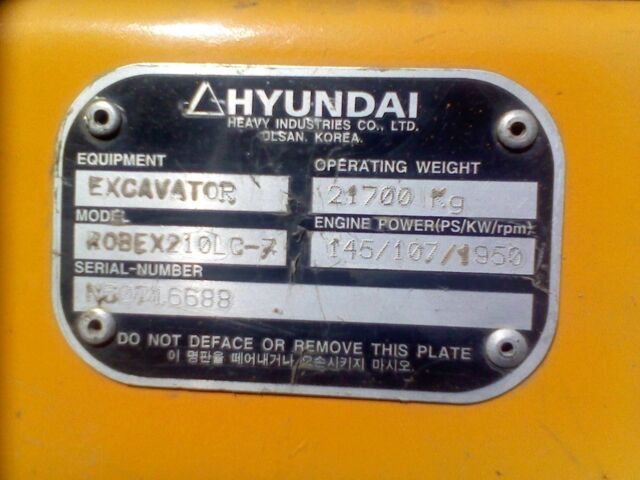 HYUNDAI
HEAVY INDUSTRIES CO., LTD.
ULSAN, KOREA.
EQUIPMENT
EXCAVATOR
OPERATING WEIGHT
21700 Kg
MODEL
ROBEX210LC-7
ENGINE POWER(PS/KW/rpm)
145/107/1950
SERIAL-NUMBER
DO NOT DEFACE OR REMOVE THIS PLATE
이 명판을 떼어내거나 오손시키지 마시오.